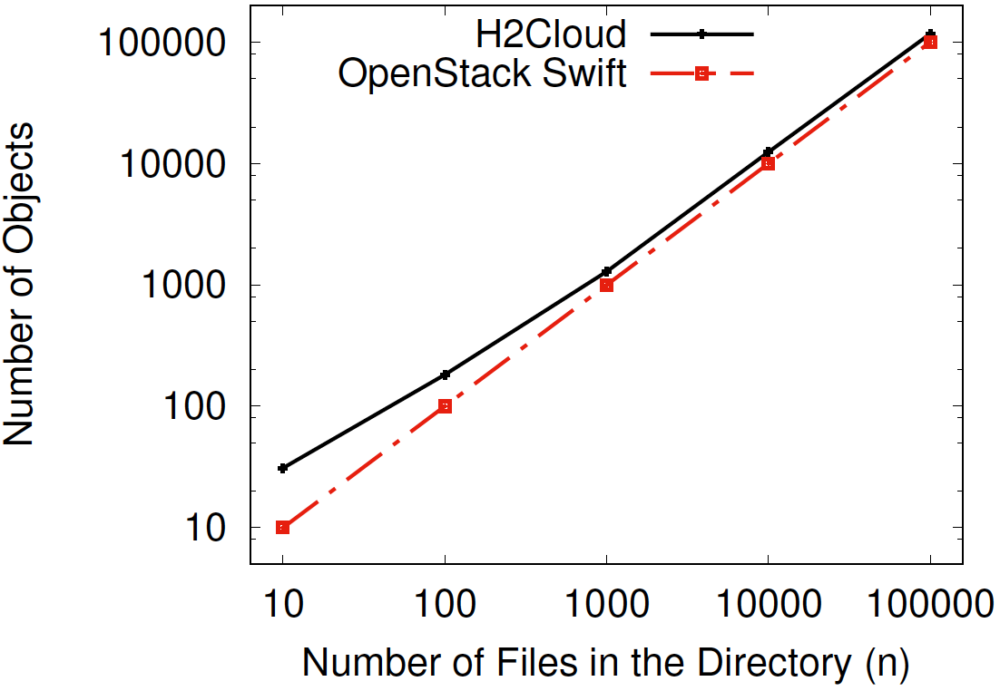 H2Cloud
OpenStack Swift
Number of Objects
100000
10000
1000
100
10
10 100 1000 10000 100000
Number of Files in the Directory (n)